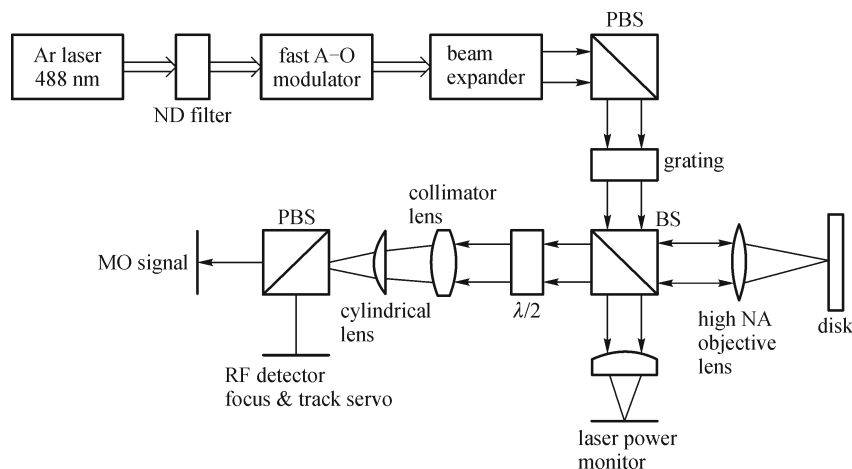 PBS
Ar laser
488 nm
fast A−O
modulator
beam
expander
ND filter
grating
collimator
lens
PBS
BS
MO signal
cylindrical
lens
λ/2
high NA
objective
lens
disk
RF detector
focus & track servo
laser power
monitor